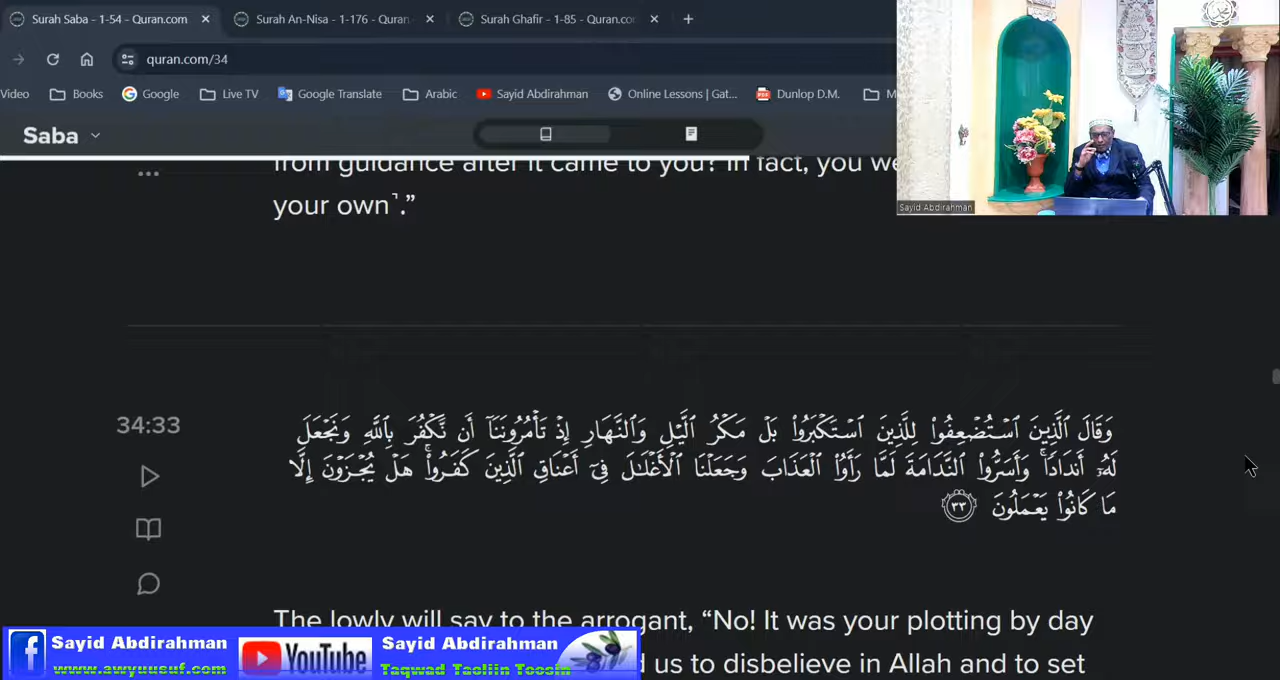 Surah Saba - 1-54 - Quran.com
Surah An-Nisa - 1-176 - Quran
Surah Ghafir - 1-85 - Quran.co
quran.com/34
Video
Books
Google
Live TV
Google Translate
Arabic
Sayid Abdirahman
Online Lessons | Gat...
Dunlop D.M.
M
Sayid Abdirahman
Saba
from guidance after it came to you? In fact, you we
your own˺.”
34:33
وَقَالَ ٱلَّذِينَ ٱسْتُضْعِفُوا۟ لِلَّذِينَ ٱسْتَكْبَرُوا۟ بَلْ مَكْرُ ٱلَّيْلِ وَٱلنَّهَارِ إِذْ تَأْمُرُونَنَآ أَن نَّكْفُرَ بِٱللَّهِ وَنَجْعَلَ
لَهُۥٓ أَندَادًۭا ۚ وَأَسَرُّوا۟ ٱلنَّدَامَةَ لَمَّا رَأَوُا۟ ٱلْعَذَابَ وَجَعَلْنَا ٱلْأَغْلَـٰلَ فِىٓ أَعْنَاقِ ٱلَّذِينَ كَفَرُوا۟ ۚ هَلْ يُجْزَوْنَ إِلَّا
مَا كَانُوا۟ يَعْمَلُونَ ٣٣
The lowly will say to the arrogant, “No! It was your plotting by day
d us to disbelieve in Allah and to set
Sayid Abdirahman
www.awyuusuf.com
YouTube
Sayid Abdirahman
Taqwad Taoliin Toosin